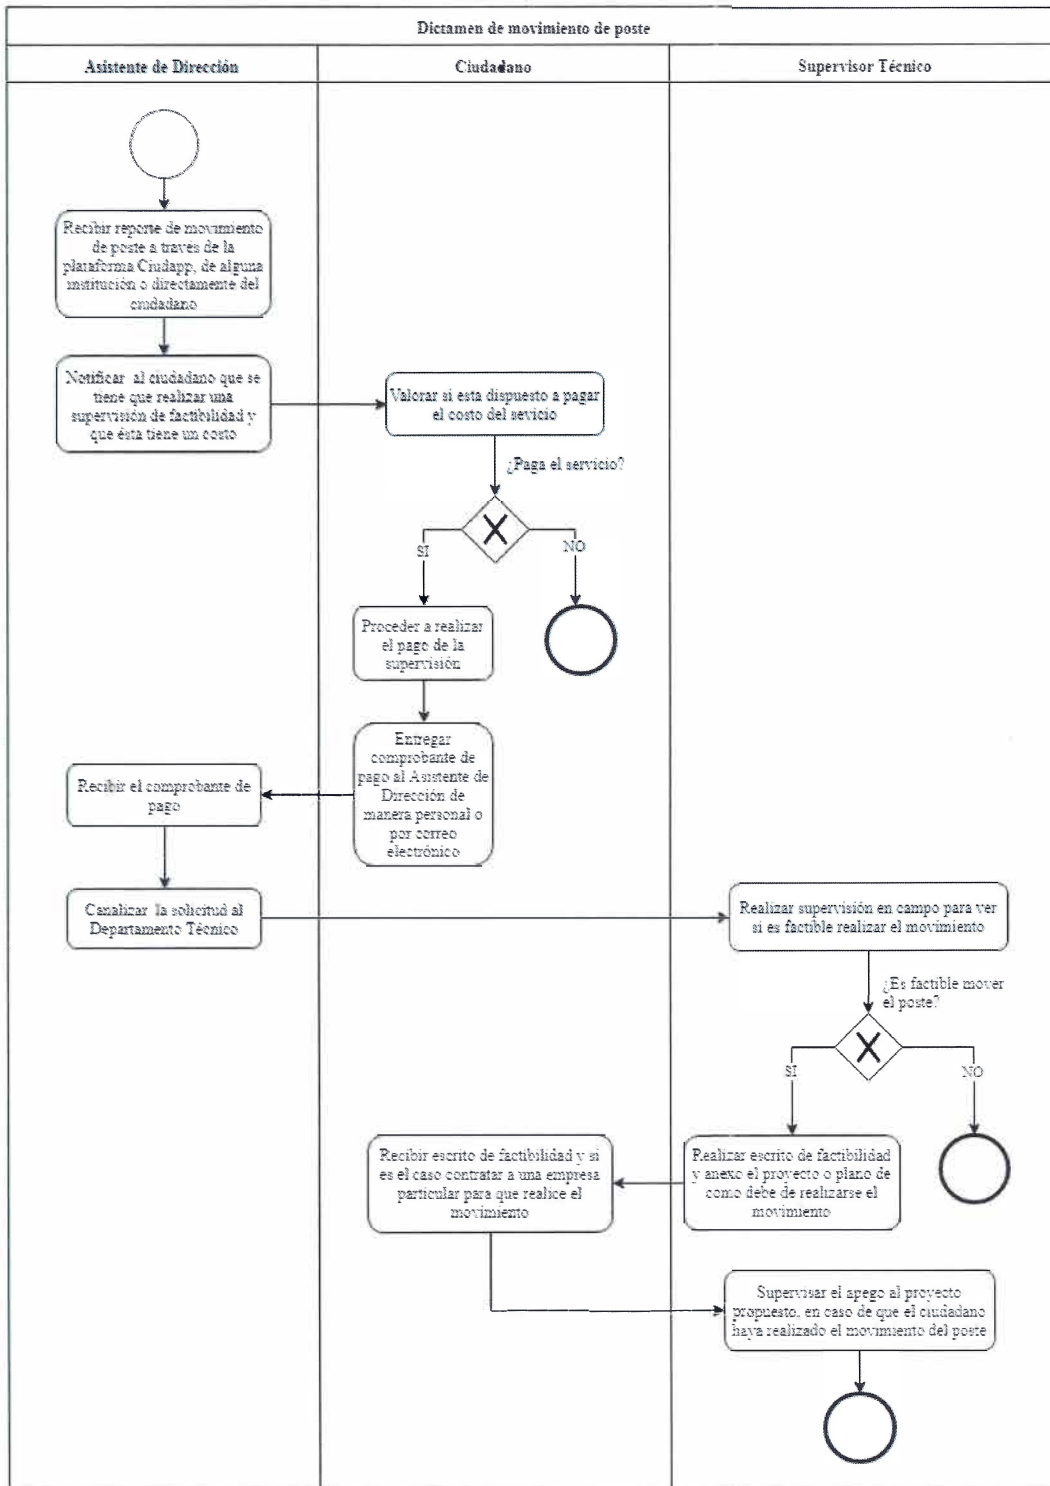 Dictamen de movimiento de poste
Asistente de Dirección
Ciudadano
Supervisor Técnico
Recibir reporte de movimiento
de poste a través de la
plataforma Ciudapp, de alguna
institución o directamente del
ciudadano
Notificar al ciudadano que se
tiene que realizar una
supervisión de factibilidad y
que ésta tiene un costo
Valorar si esta dispuesto a pagar
el costo del sevicio
¿Paga el servicio?
SI
NO
Proceder a realizar
el pago de la
supervisión
Entregar
comprobante de
pago al Asistente de
Dirección de
manera personal o
por correo
electrónico
Recibir el comprobante de
pago
Canalizar la solicitud al
Departamento Técnico
Realizar supervisión en campo para ver
si es factible realizar el movimiento
¿Es factible mover
el poste?
SI
NO
Realizar escrito de factibilidad
y anexo el proyecto o plano de
como debe de realizarse el
movimiento
Recibir escrito de factibilidad y si
es el caso contratar a una empresa
particular para que realice el
movimiento
Supervisar el apego al proyecto
propuesto, en caso de que el ciudadano
haya realizado el movimiento del poste